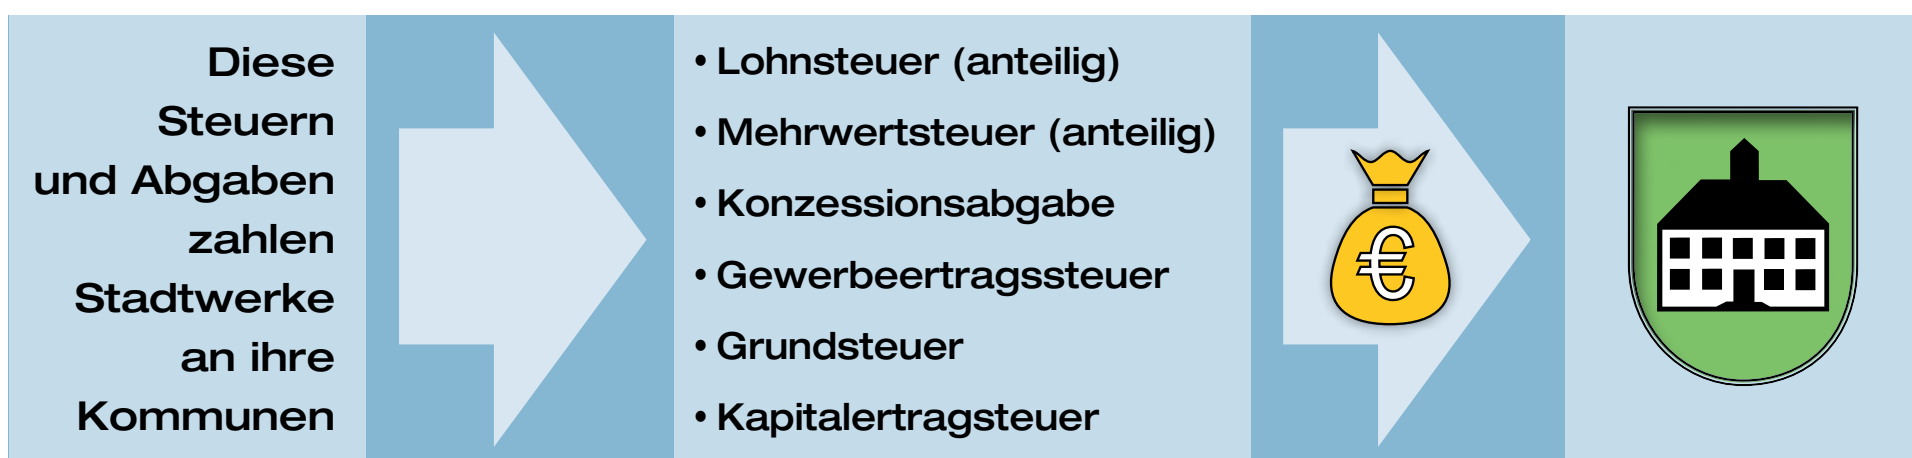 Diese
Steuern
und Abgaben
zahlen
Stadtwerke
an ihre
Kommunen
• Lohnsteuer (anteilig)
• Mehrwertsteuer (anteilig)
• Konzessionsabgabe
• Gewerbeertragssteuer
• Grundsteuer
• Kapitalertragsteuer
€